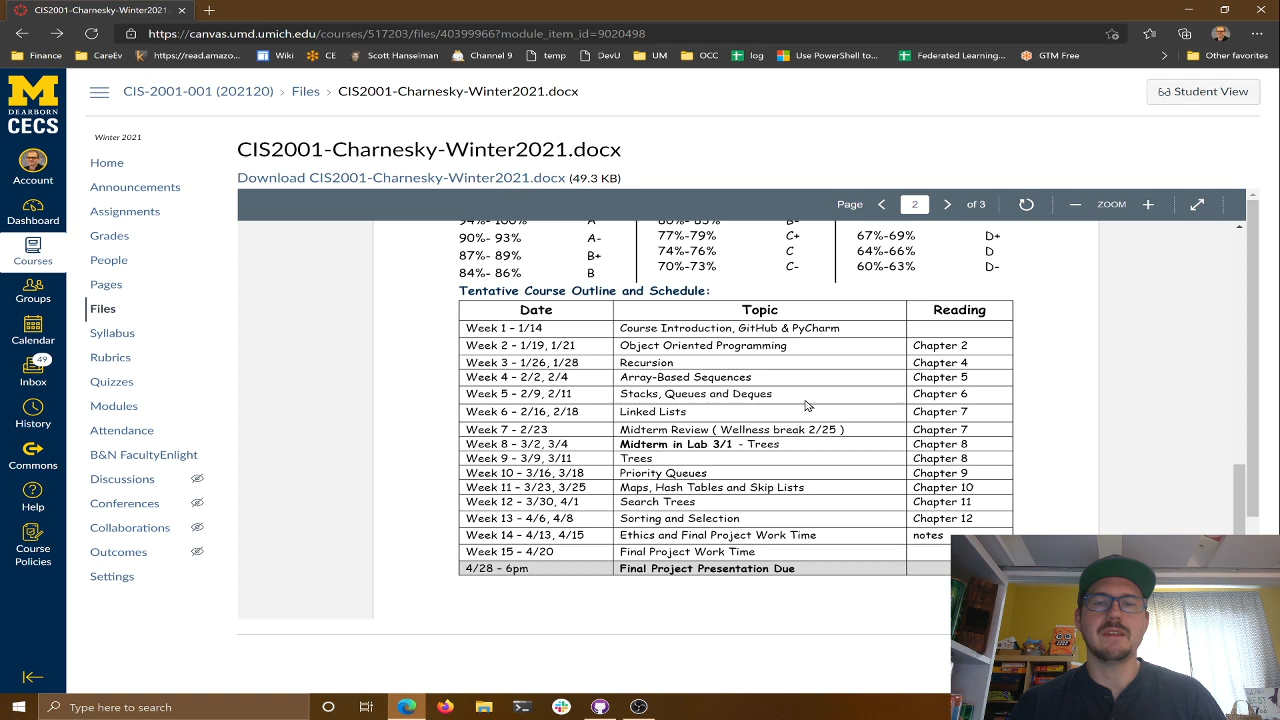 CIS2001-Charnesky-Winter2021.
https://canvas.umd.umich.edu/courses/517203/files/40399966?module_item_id=9020498
Finance
CareEv
https://read.amazo...
Wiki
CE
Scott Hanselman
Channel 9
temp
DevU
UM
OCC
log
Use PowerShell to...
Federated Learning...
GTM Free
Other favorites
M
DEARBORN
CECS
Account
Dashboard
Courses
Groups
Calendar
49
Inbox
History
Commons
Help
Course
Policies
CIS-2001-001 (202120) › Files › CIS2001-Charnesky-Winter2021.docx
Student View
Winter 2021
Home
Announcements
Assignments
Grades
People
Pages
Files
Syllabus
Rubrics
Quizzes
Modules
Attendance
B&N FacultyEnlight
Discussions
Conferences
Collaborations
Outcomes
Settings
CIS2001-Charnesky-Winter2021.docx
Download CIS2001-Charnesky-Winter2021.docx (49.3 KB)
Page 2 of 3 ZOOM
94%- 100% A 80%- 83% B-
90%- 93% A- 77%-79% C+ 67%-69% D+
87%- 89% B+ 74%-76% C 64%-66% D
84%- 86% B 70%-73% C- 60%-63% D-
Tentative Course Outline and Schedule:
Date Topic Reading
Week 1 – 1/14 Course Introduction, GitHub & PyCharm
Week 2 – 1/19, 1/21 Object Oriented Programming Chapter 2
Week 3 – 1/26, 1/28 Recursion Chapter 4
Week 4 – 2/2, 2/4 Array-Based Sequences Chapter 5
Week 5 – 2/9, 2/11 Stacks, Queues and Deques Chapter 6
Week 6 – 2/16, 2/18 Linked Lists Chapter 7
Week 7 – 2/23 Midterm Review ( Wellness break 2/25 ) Chapter 7
Week 8 – 3/2, 3/4 Midterm in Lab 3/1 - Trees Chapter 8
Week 9 – 3/9, 3/11 Trees Chapter 8
Week 10 – 3/16, 3/18 Priority Queues Chapter 9
Week 11 – 3/23, 3/25 Maps, Hash Tables and Skip Lists Chapter 10
Week 12 – 3/30, 4/1 Search Trees Chapter 11
Week 13 – 4/6, 4/8 Sorting and Selection Chapter 12
Week 14 – 4/13, 4/15 Ethics and Final Project Work Time notes
Week 15 – 4/20 Final Project Work Time
4/28 – 6pm Final Project Presentation Due
Type here to search